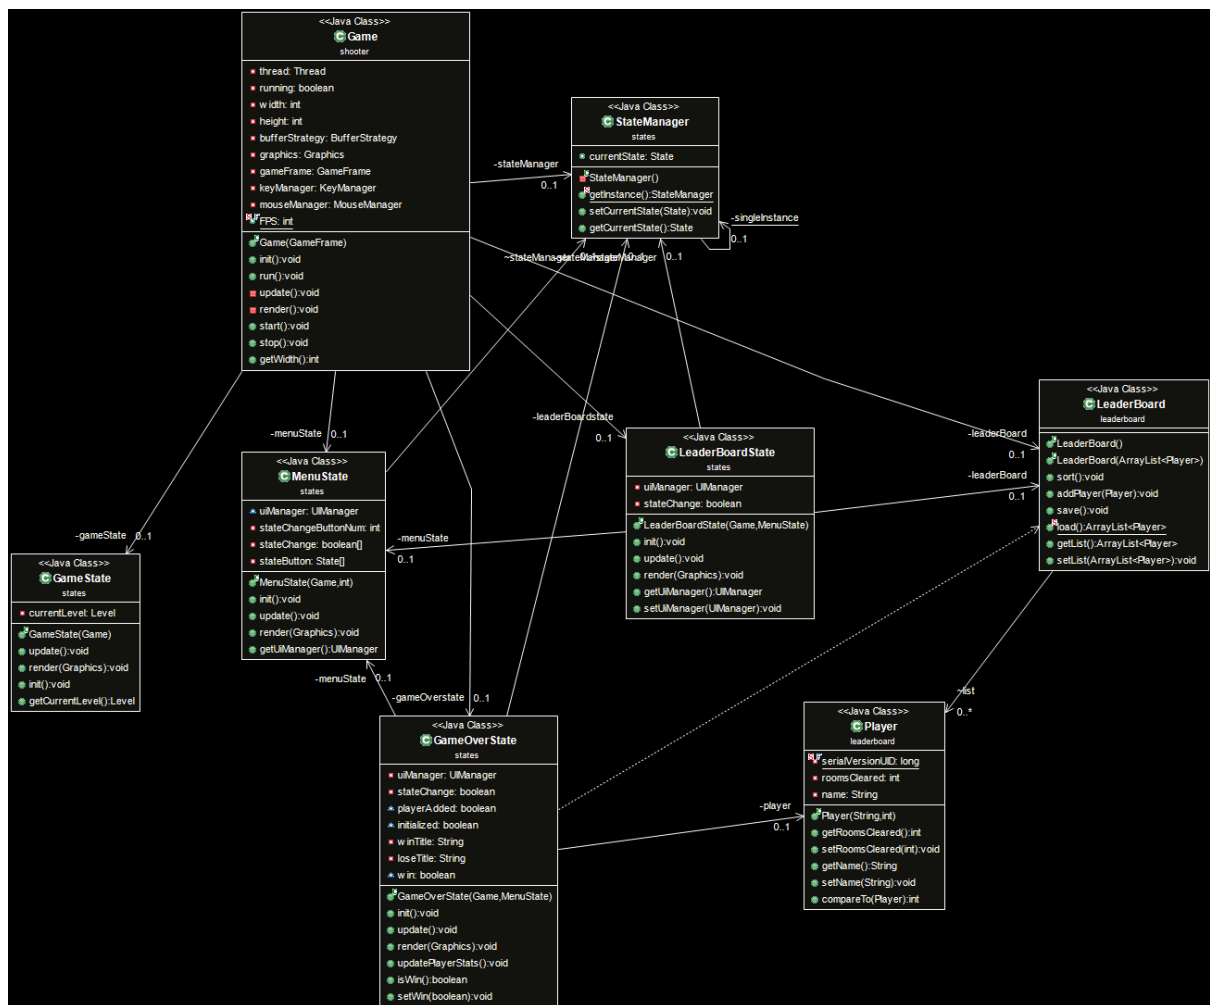 <<Java Class>>
Game
shooter
thread: Thread
running: boolean
width: int
height: int
bufferStrategy: BufferStrategy
graphics: Graphics
gameFrame: GameFrame
keyManager: KeyManager
mouseManager: MouseManager
FPS: int
Game(GameFrame)
init():void
run():void
update():void
render():void
start():void
stop():void
getWidth():int
<<Java Class>>
StateManager
states
currentState: State
StateManager()
getInstance():StateManager
setCurrentState(State):void
getCurrentState():State
-stateManager
0..1
-singleInstance
0..1
~stateManager
0..1
0..1
-leaderBoardstate
0..1
-leaderBoard
0..1
-leaderBoard
0..1
<<Java Class>>
LeaderBoard
leaderboard
LeaderBoard()
LeaderBoard(ArrayList<Player>)
sort():void
addPlayer(Player):void
save():void
load():ArrayList<Player>
getList():ArrayList<Player>
setList(ArrayList<Player>):void
<<Java Class>>
LeaderBoardState
states
uiManager: UIManager
stateChange: boolean
LeaderBoardState(Game,MenuState)
init():void
update():void
render(Graphics):void
getUiManager():UIManager
setUiManager(UIManager):void
-menuState
0..1
<<Java Class>>
MenuState
states
uiManager: UIManager
stateChangeButtonNum: int
stateChange: boolean[]
stateButton: State[]
MenuState(Game,int)
init():void
update():void
render(Graphics):void
getUiManager():UIManager
-menuState
0..1
-gameState
0..1
<<Java Class>>
GameState
states
currentLevel: Level
GameState(Game)
update():void
render(Graphics):void
init():void
getCurrentLevel():Level
-menuState
0..1
-gameOverstate
0..1
<<Java Class>>
GameOverState
states
uiManager: UIManager
stateChange: boolean
playerAdded: boolean
initialized: boolean
winTitle: String
loseTitle: String
win: boolean
GameOverState(Game,MenuState)
init():void
update():void
render(Graphics):void
updatePlayerStats():void
isWin():boolean
setWin(boolean):void
-player
0..1
~list
0..*
<<Java Class>>
Player
leaderboard
serialVersionUID: long
roomsCleared: int
name: String
Player(String,int)
getRoomsCleared():int
setRoomsCleared(int):void
getName():String
setName(String):void
compareTo(Player):int